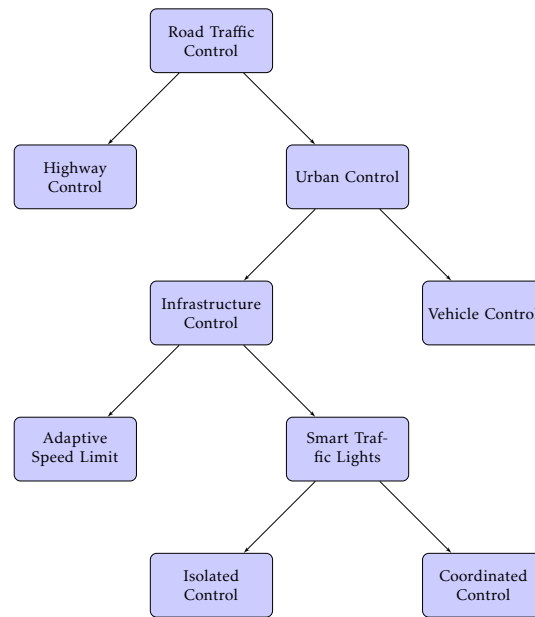 Road Traffic
Control
Highway
Control
Urban Control
Infrastructure
Control
Vehicle Control
Adaptive
Speed Limit
Smart Traf-
fic Lights
Isolated
Control
Coordinated
Control